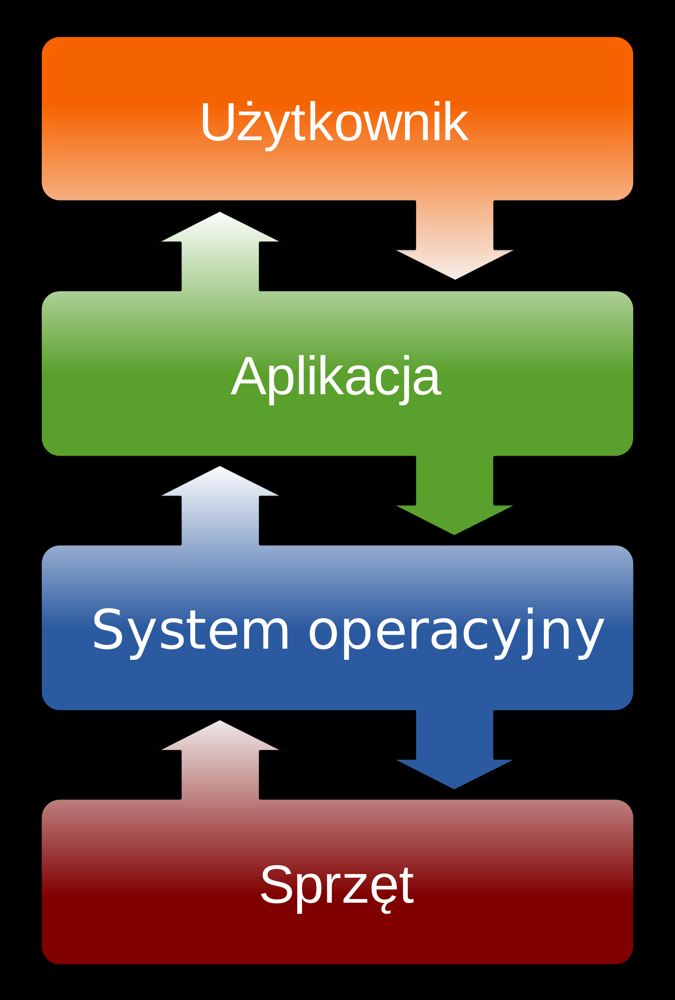 Użytkownik
Aplikacja
System operacyjny
Sprzęt